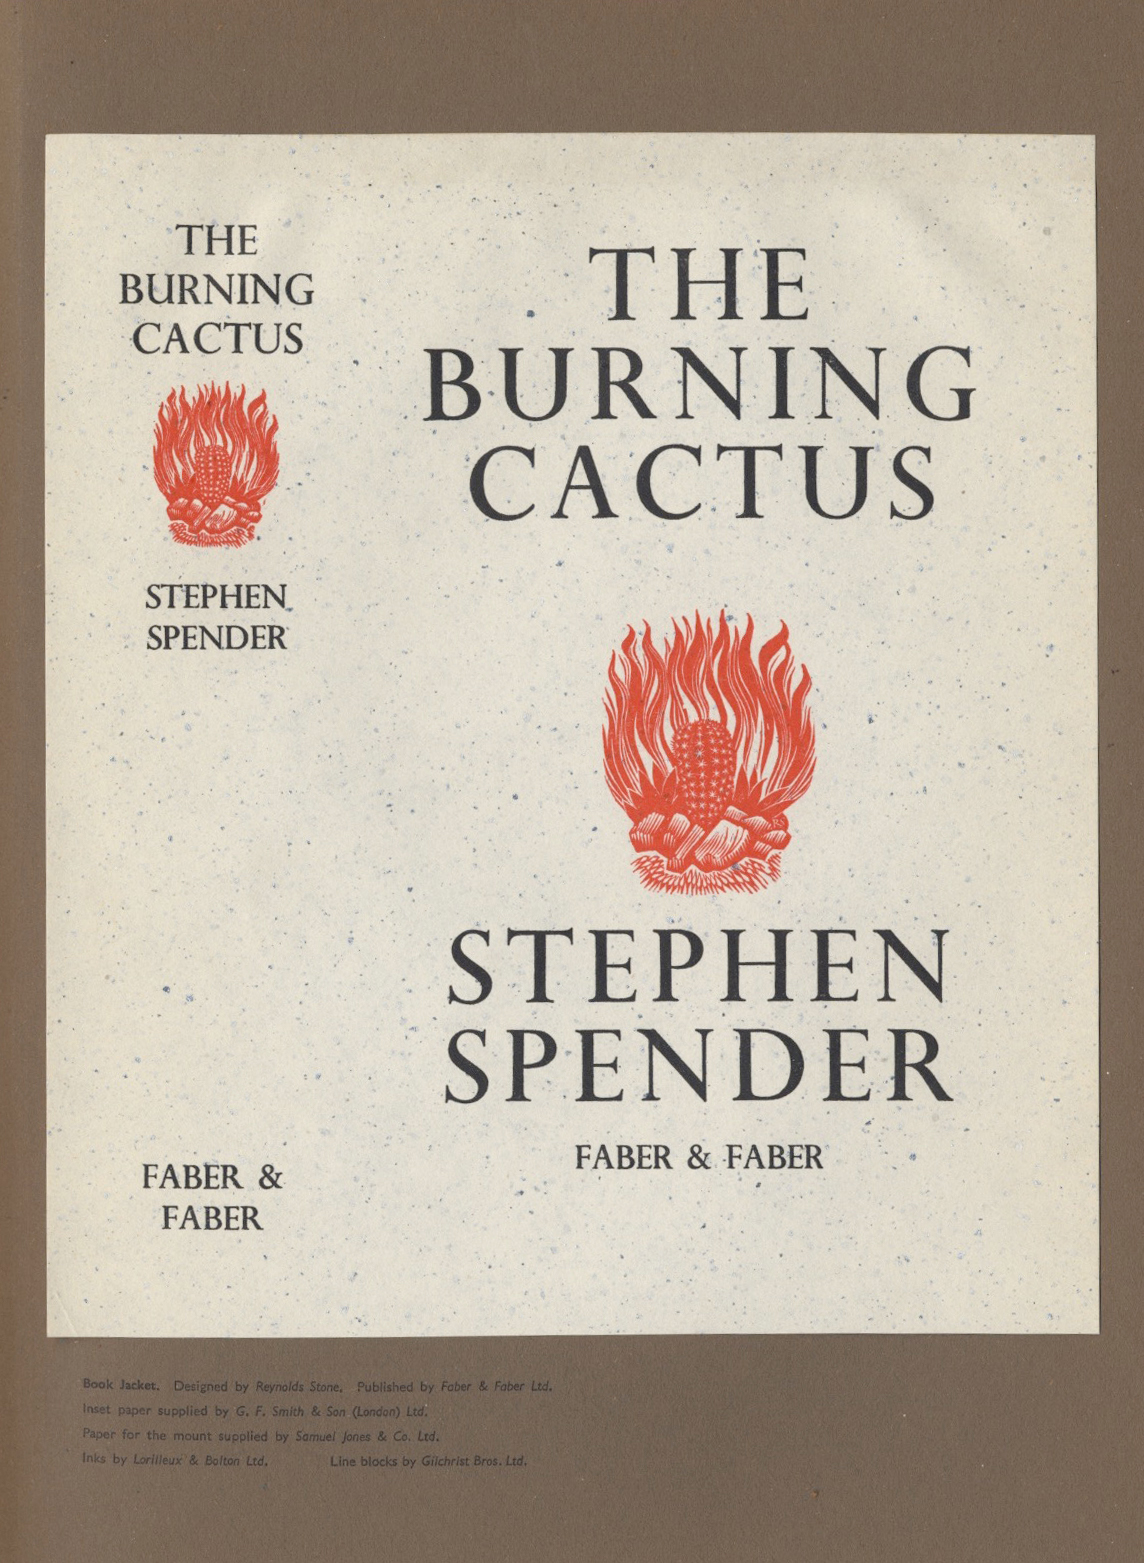 THE
BURNING
CACTUS
STEPHEN
SPENDER
FABER &
FABER
THE
BURNING
CACTUS
RS
STEPHEN
SPENDER
FABER & FABER
Book Jacket. Designed by Reynolds Stone. Published by Faber & Faber Ltd.
Inset paper supplied by G. F. Smith & Son (London) Ltd.
Paper for the mount supplied by Samuel Jones & Co. Ltd.
Inks by Lorilleux & Bolton Ltd. Line blocks by Gilchrist Bros. Ltd.